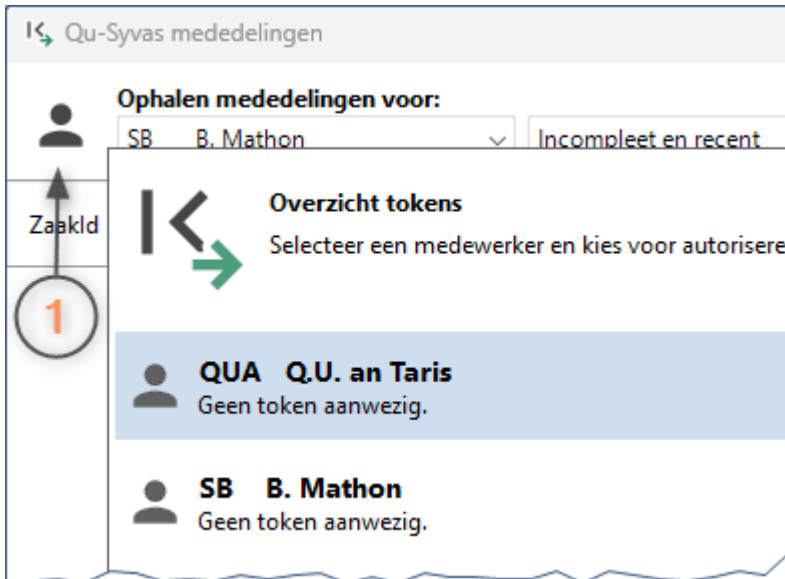 Qu-Syvas mededelingen
Ophalen mededelingen voor:
SB B. Mathon Incompleet en recent
ZaakId
Overzicht tokens
Selecteer een medewerker en kies voor autorisere
1
QUA Q.U. an Taris
Geen token aanwezig.
SB B. Mathon
Geen token aanwezig.